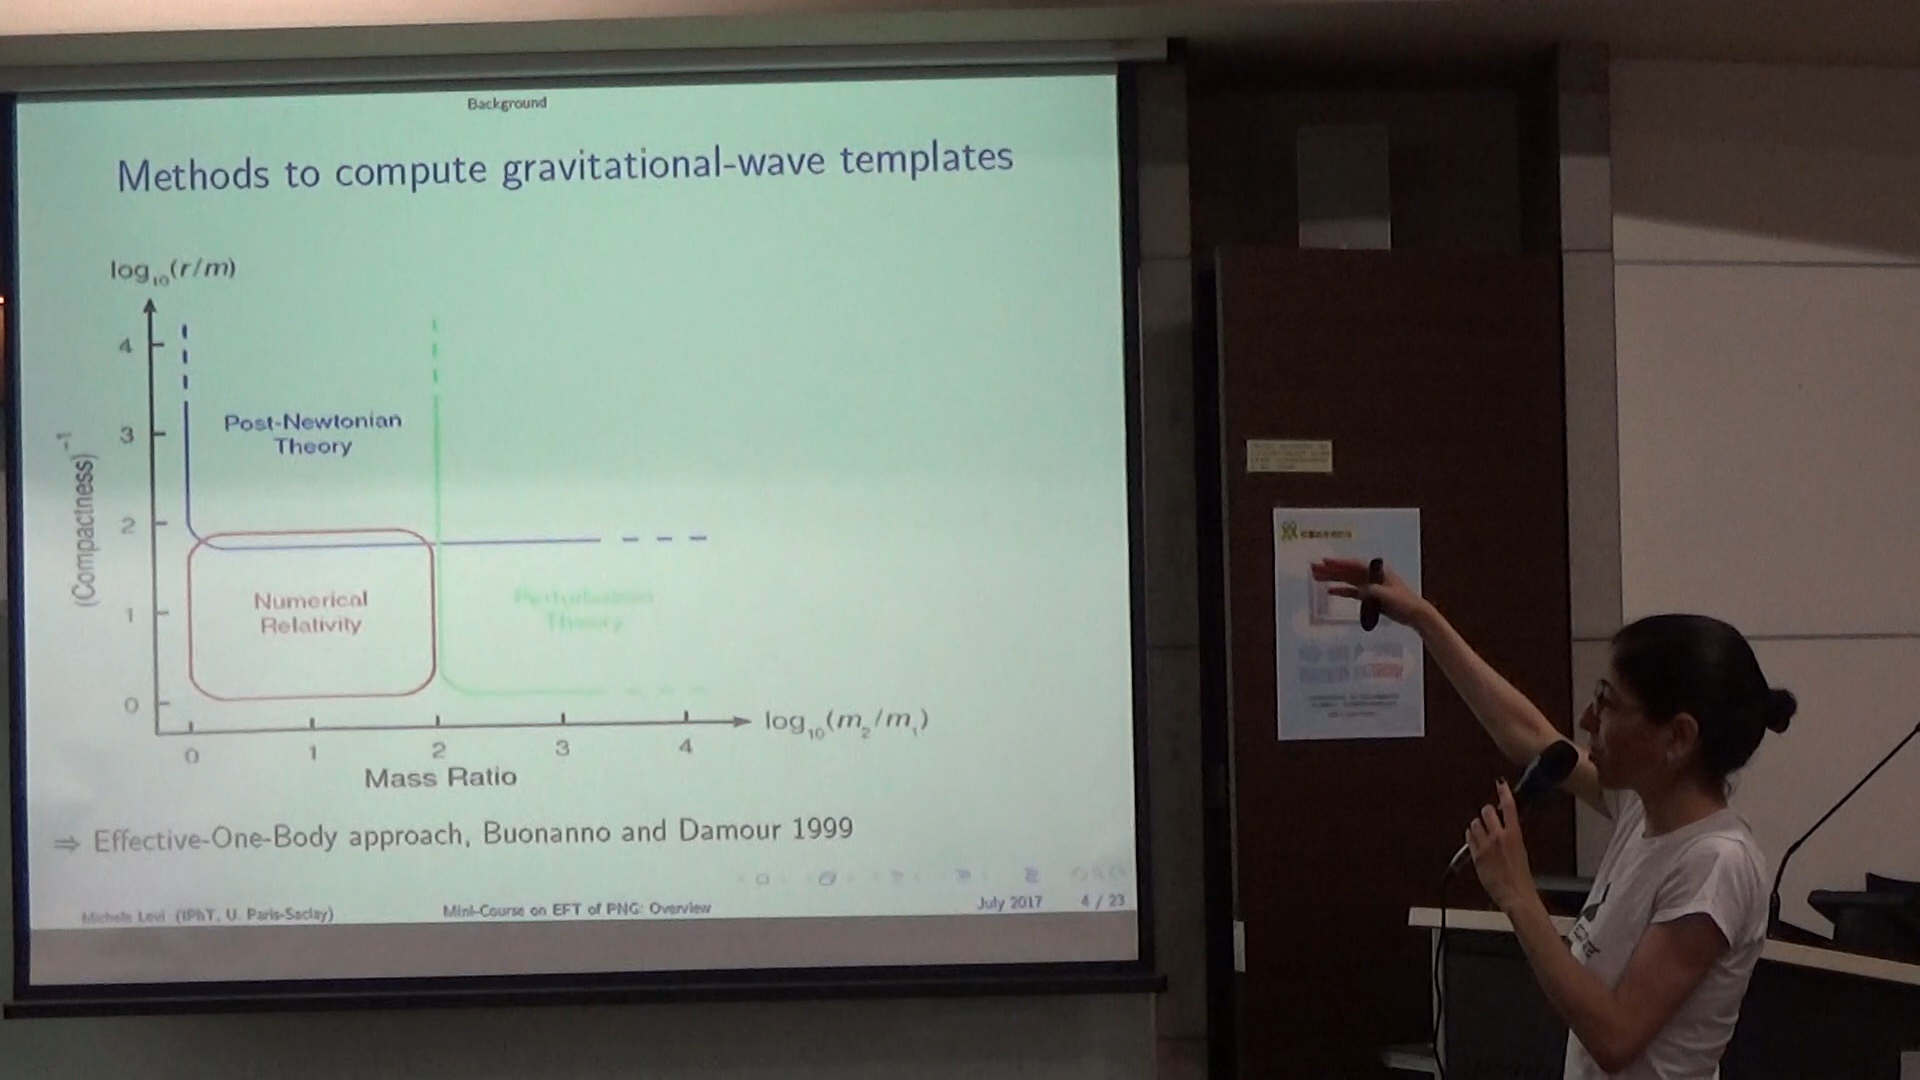 Background
Methods to compute gravitational-wave templates
log₁₀(r/m)
4
3
2
1
0
(Compactness)⁻¹
Post-Newtonian
Theory
Numerical
Relativity
Perturbation
Theory
0 1 2 3 4
log₁₀(m₂/m₁)
Mass Ratio
⇒ Effective-One-Body approach, Buonanno and Damour 1999
Michele Levi (IPhT, U. Paris-Saclay)
Mini-Course on EFT of PNG: Overview
July 2017 4 / 23